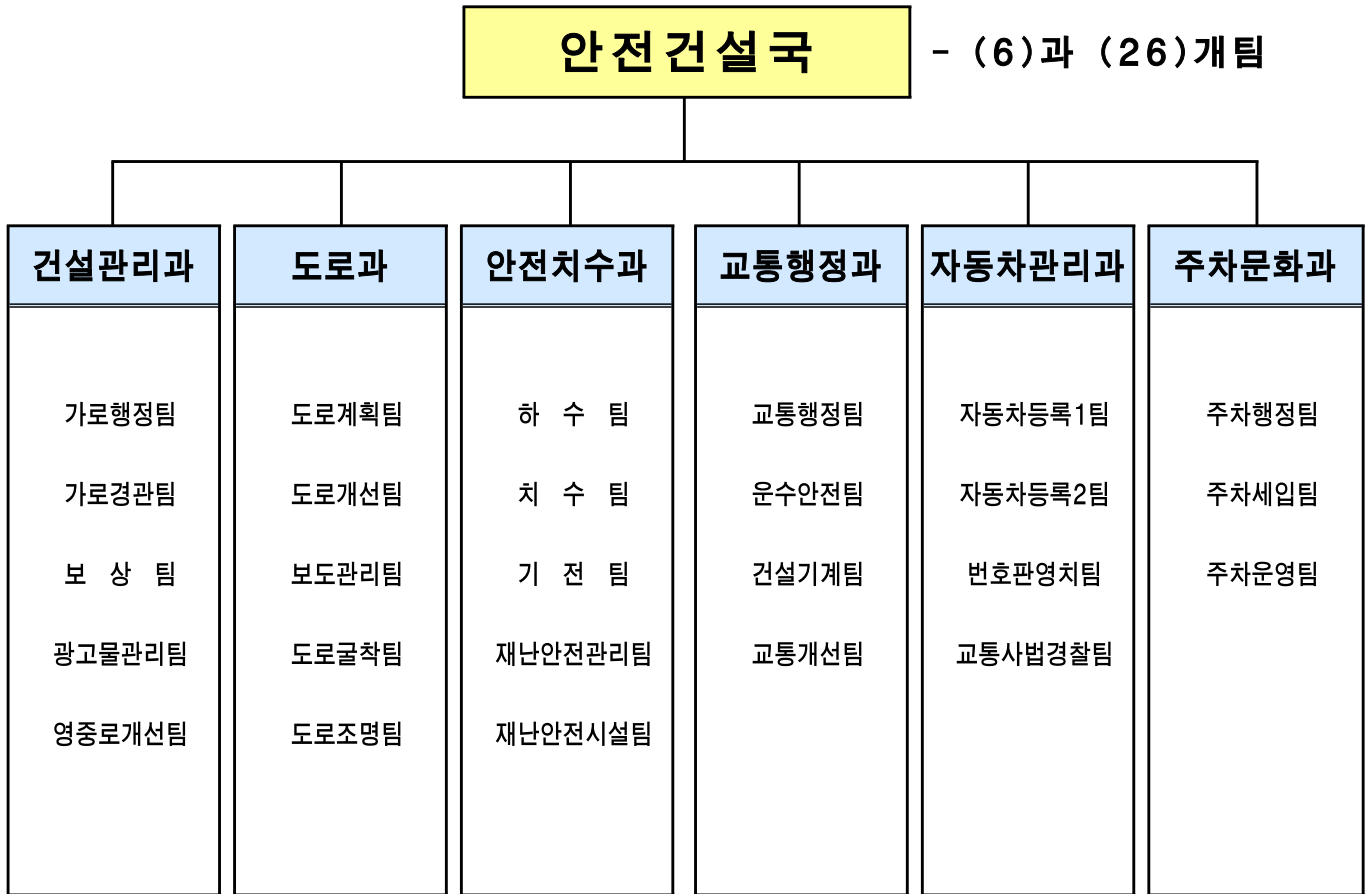 안전건설국
- (6)과 (26)개팀
건설관리과
가로행정팀
가로경관팀
보 상 팀
광고물관리팀
영중로개선팀
도로과
도로계획팀
도로개선팀
보도관리팀
도로굴착팀
도로조명팀
안전치수과
하 수 팀
치 수 팀
기 전 팀
재난안전관리팀
재난안전시설팀
교통행정과
교통행정팀
운수안전팀
건설기계팀
교통개선팀
자동차관리과
자동차등록1팀
자동차등록2팀
번호판영치팀
교통사법경찰팀
주차문화과
주차행정팀
주차세입팀
주차운영팀